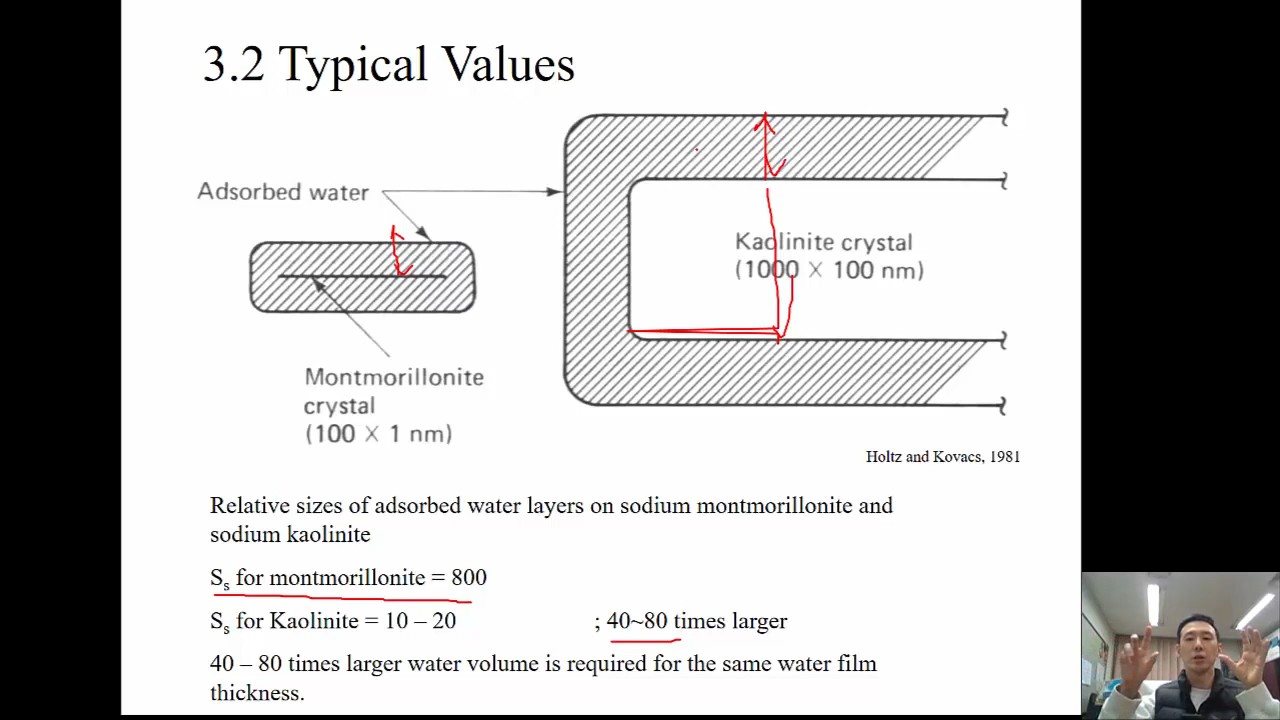 3.2 Typical Values
Adsorbed water
Kaolinite crystal
(1000 × 100 nm)
Montmorillonite
crystal
(100 × 1 nm)
Holtz and Kovacs, 1981
Relative sizes of adsorbed water layers on sodium montmorillonite and
sodium kaolinite
Ss for montmorillonite = 800
Ss for Kaolinite = 10 – 20 ; 40~80 times larger
40 – 80 times larger water volume is required for the same water film
thickness.